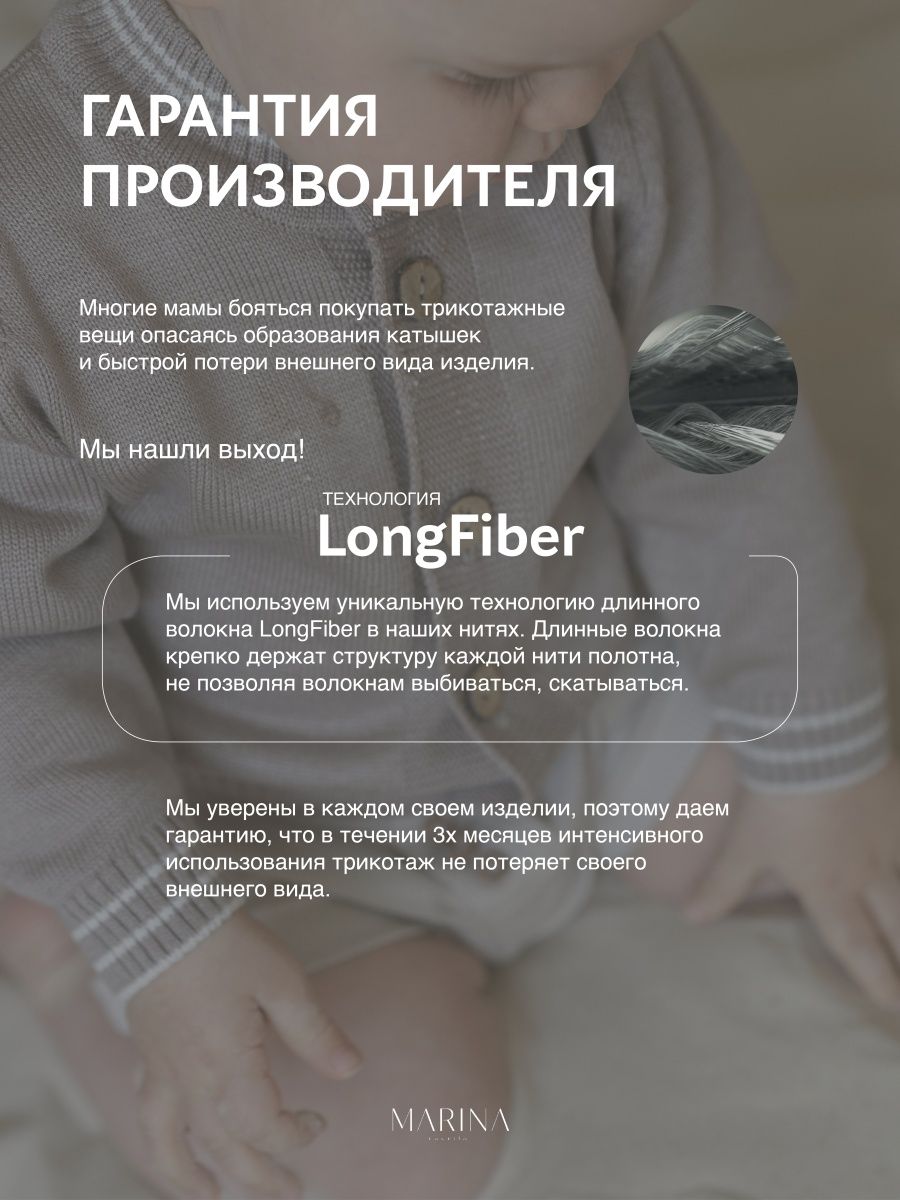 ГАРАНТИЯ
ПРОИЗВОДИТЕЛЯ
Многие мамы бояться покупать трикотажные
вещи опасаясь образования катышек
и быстрой потери внешнего вида изделия.
Мы нашли выход!
ТЕХНОЛОГИЯ
LongFiber
Мы используем уникальную технологию длинного
волокна LongFiber в наших нитях. Длинные волокна
крепко держат структуру каждой нити полотна,
не позволяя волокнам выбиваться, скатываться.
Мы уверены в каждом своем изделии, поэтому даем
гарантию, что в течении 3х месяцев интенсивного
использования трикотаж не потеряет своего
внешнего вида.
MARINA
textile